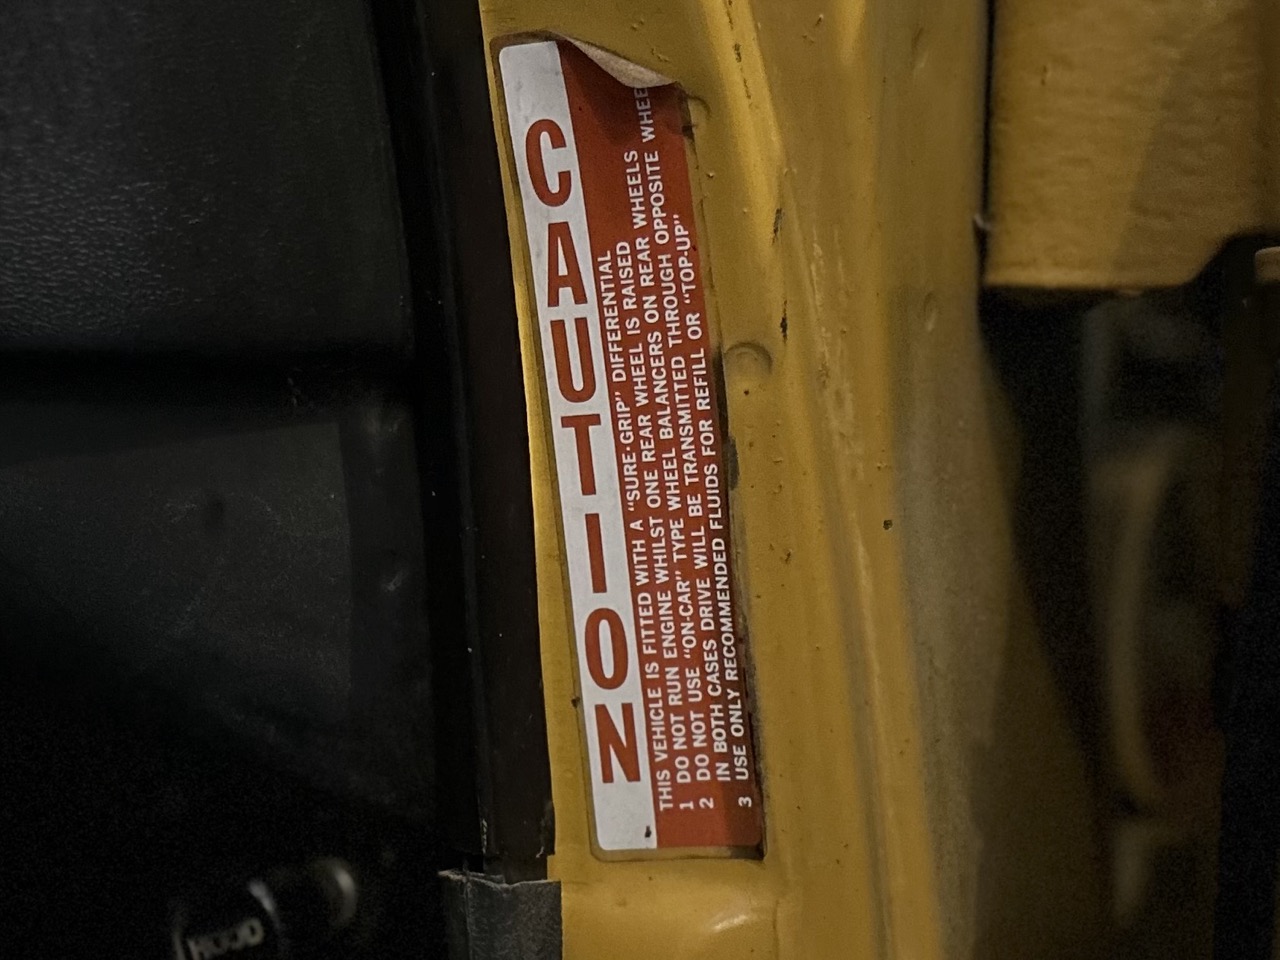 CAUTION
THIS VEHICLE IS FITTED WITH A "SURE-GRIP" DIFFERENTIAL
1 DO NOT RUN ENGINE WHILST ONE REAR WHEEL IS RAISED
2 DO NOT USE "ON-CAR" TYPE WHEEL BALANCERS ON REAR WHEELS
IN BOTH CASES DRIVE WILL BE TRANSMITTED THROUGH OPPOSITE WHEE
3 USE ONLY RECOMMENDED FLUIDS FOR REFILL OR "TOP-UP"
HOOD